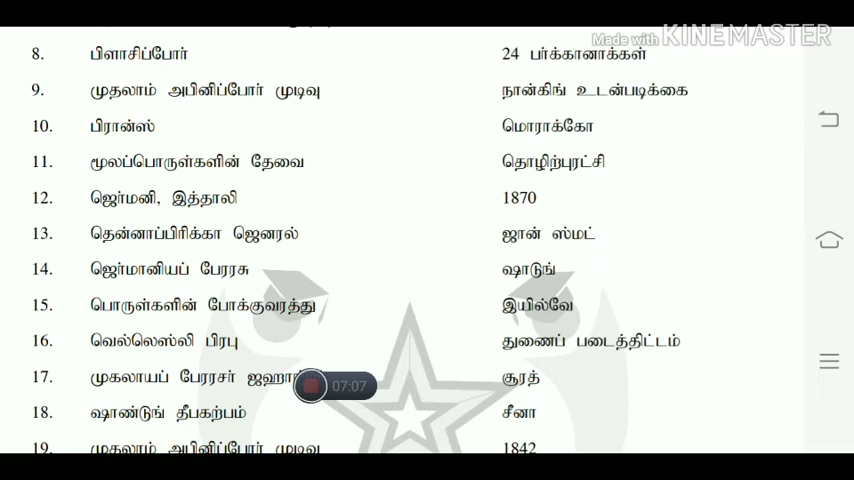 Made with KINEMASTER
8. பிளாசிப்போர் 24 பர்க்கானாக்கள்
9. முதலாம் அபினிப்போர் முடிவு நான்கிங் உடன்படிக்கை
10. பிரான்ஸ் மொராக்கோ
11. மூலப்பொருள்களின் தேவை தொழிற்புரட்சி
12. ஜெர்மனி, இத்தாலி 1870
13. தென்னாப்பிரிக்கா ஜெனரல் ஜான் ஸ்மட்
14. ஜெர்மானியப் பேரரசு ஷாடுங்
15. பொருள்களின் போக்குவரத்து இயில்வே
16. வெல்லெஸ்லி பிரபு துணைப் படைத்திட்டம்
17. முகலாயப் பேரரசர் சூரத்
07:07
18. ஷாண்டுங் தீபகற்பம் சீனா
19. முதலாம் அபினிப்போர் முடிவு 1842